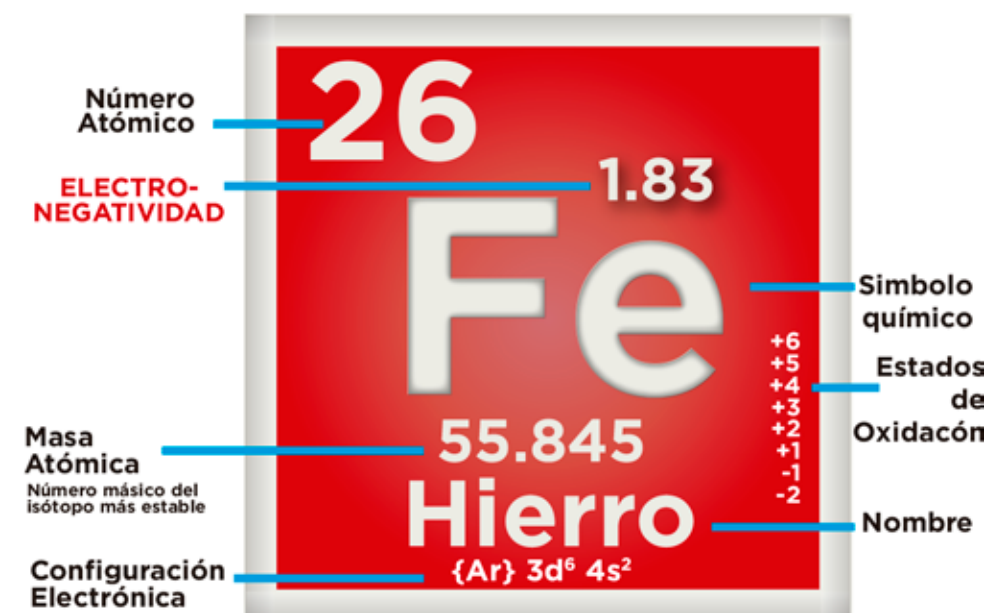 26
Número
Atómico
1.83
ELECTRO-
NEGATIVIDAD
Fe
Simbolo
químico
+6
+5
+4
+3
+2
+1
-1
-2
Estados
de
Oxidacón
55.845
Masa
Atómica
Número másico del
isótopo más estable
Hierro
Nombre
{Ar} 3d⁶ 4s²
Configuración
Electrónica